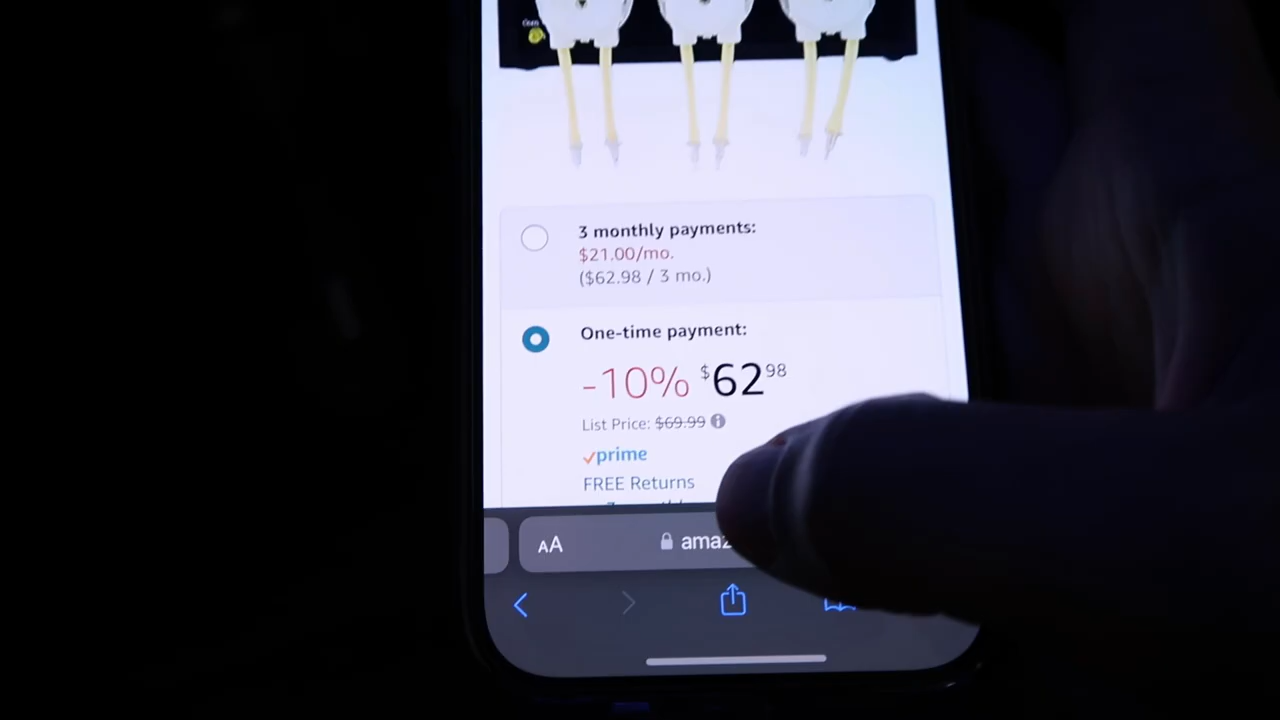 3 monthly payments:
$21.00/mo.
($62.98 / 3 mo.)
One-time payment:
-10% $62 98
List Price: $69.99
prime
FREE Returns
AA